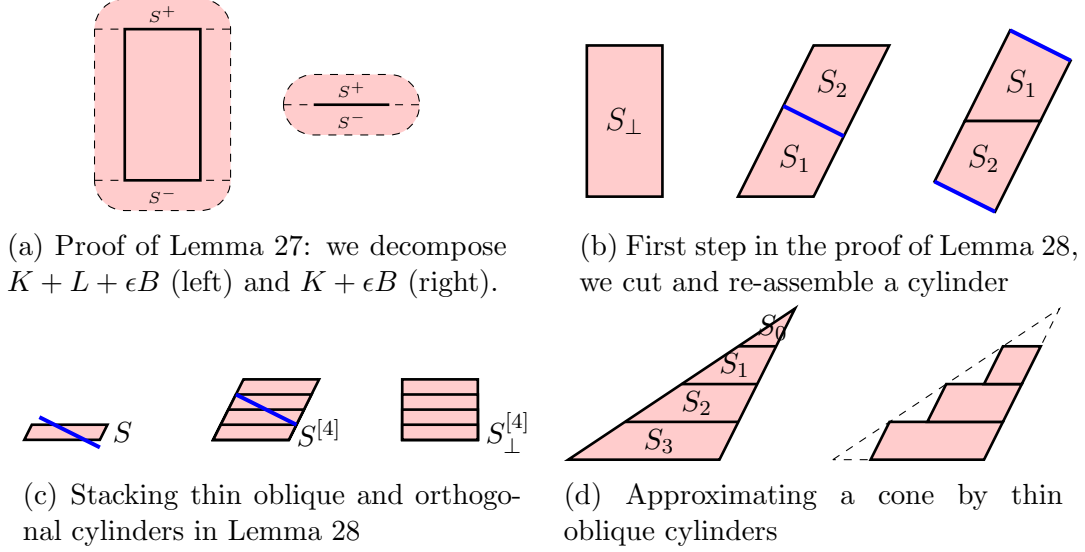 S⁺
S⁻
S⁺
S⁻
(a) Proof of Lemma 27: we decompose
K + L + ϵB (left) and K + ϵB (right).
S⊥
S₂
S₁
S₁
S₂
(b) First step in the proof of Lemma 28,
we cut and re-assemble a cylinder
S
S^{[4]}
S_⊥^{[4]}
(c) Stacking thin oblique and orthogo-
nal cylinders in Lemma 28
S₀
S₁
S₂
S₃
(d) Approximating a cone by thin
oblique cylinders